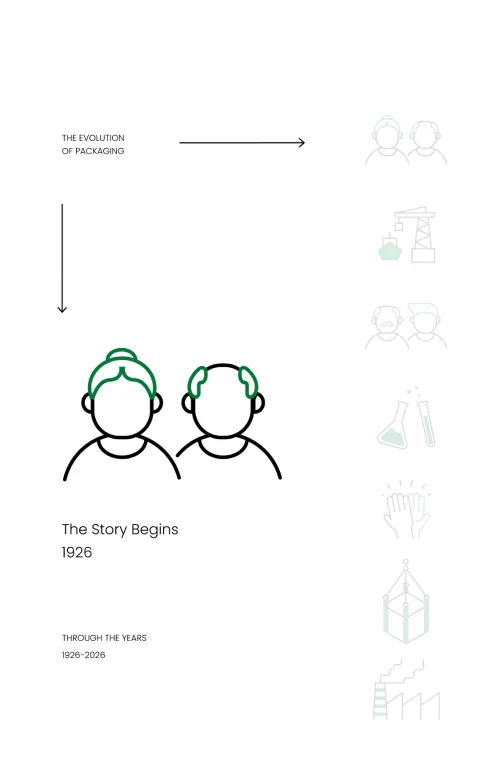 THE EVOLUTION
OF PACKAGING
The Story Begins
1926
THROUGH THE YEARS
1926-2026